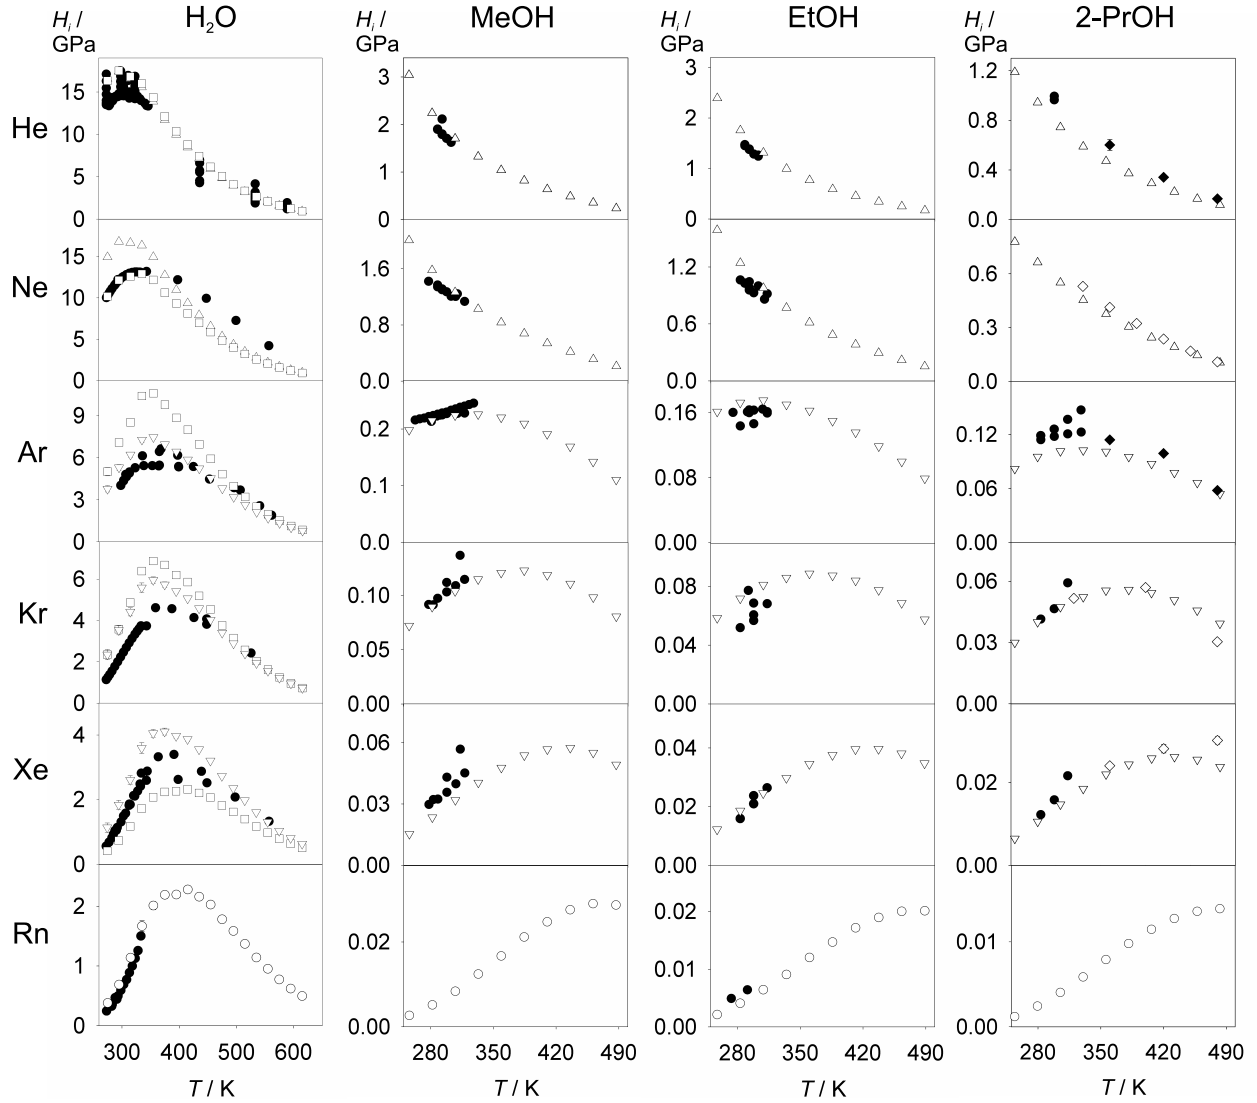 H_i / GPa H₂O H_i / GPa MeOH H_i / GPa EtOH H_i / GPa 2-PrOH
He
15 10 5 0
3 2 1 0
3 2 1 0
1.2 0.8 0.4 0.0
Ne
15 10 5 0
1.6 0.8 0.0
1.2 0.6 0.0
0.6 0.3 0.0
Ar
9 6 3 0
0.2 0.1 0.0
0.16 0.08 0.00
0.12 0.06 0.00
Kr
6 4 2 0
0.10 0.05 0.00
0.08 0.04 0.00
0.06 0.03 0.00
Xe
4 2 0
0.06 0.03 0.00
0.04 0.02 0.00
0.02 0.00
Rn
2 1 0
0.02 0.00
0.02 0.01 0.00
0.01 0.00
300 400 500 600 280 350 420 490 280 350 420 490 280 350 420 490
T / K T / K T / K T / K